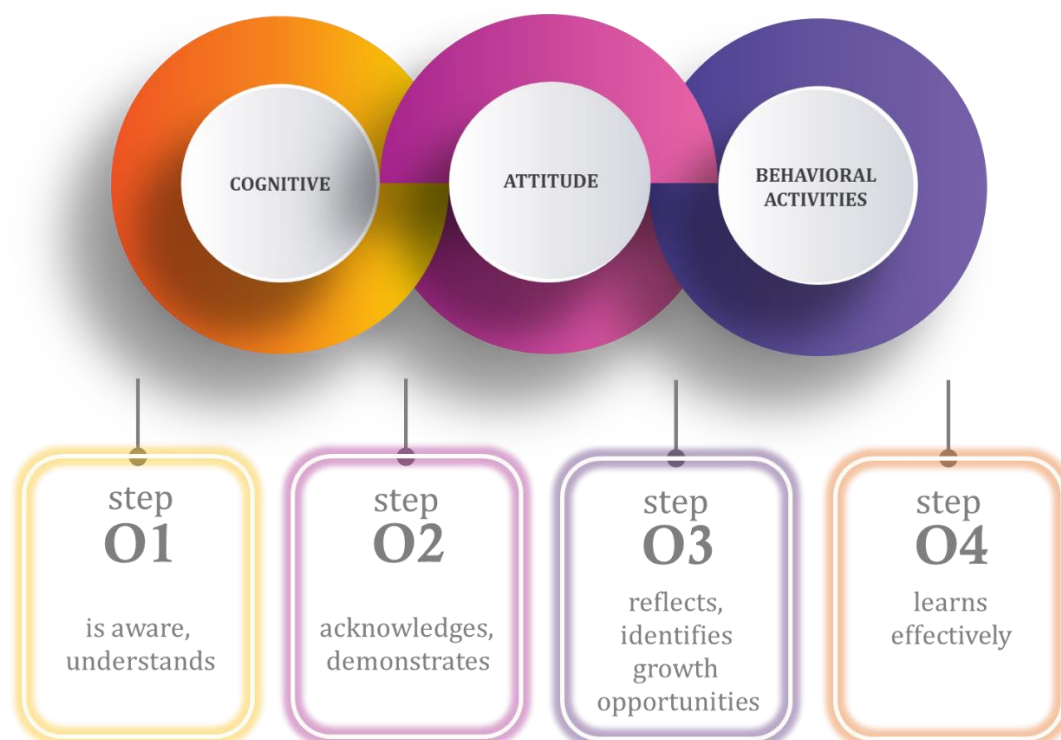 COGNITIVE
ATTITUDE
BEHAVIORAL
ACTIVITIES
step
O1
is aware,
understands
step
O2
acknowledges,
demonstrates
step
O3
reflects,
identifies
growth
opportunities
step
O4
learns
effectively